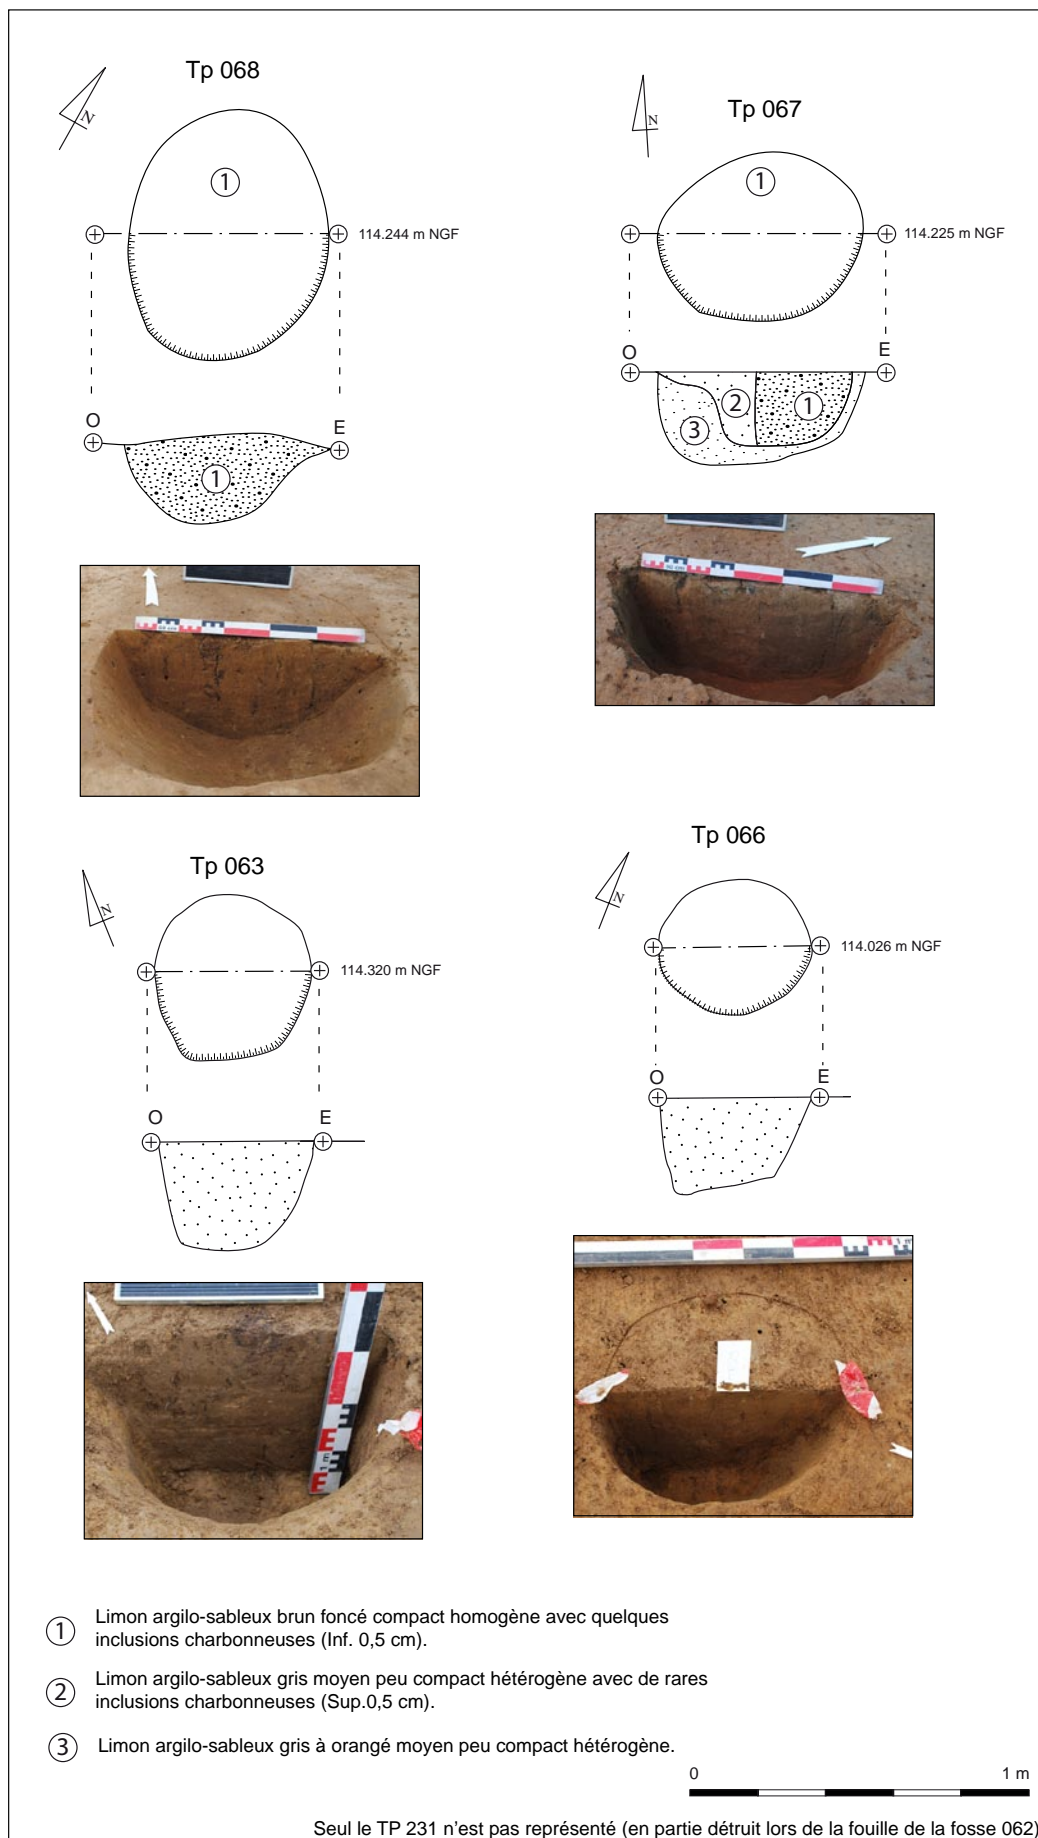 Tp 068
N
1
114.244 m NGF
O
E
1
Tp 067
N
1
114.225 m NGF
O
E
2
1
3
Tp 063
N
114.320 m NGF
O
E
Tp 066
N
114.026 m NGF
O
E
1 m
1 Limon argilo-sableux brun foncé compact homogène avec quelques
inclusions charbonneuses (Inf. 0,5 cm).
2 Limon argilo-sableux gris moyen peu compact hétérogène avec de rares
inclusions charbonneuses (Sup.0,5 cm).
3 Limon argilo-sableux gris à orangé moyen peu compact hétérogène.
0 1 m
Seul le TP 231 n'est pas représenté (en partie détruit lors de la fouille de la fosse 062)